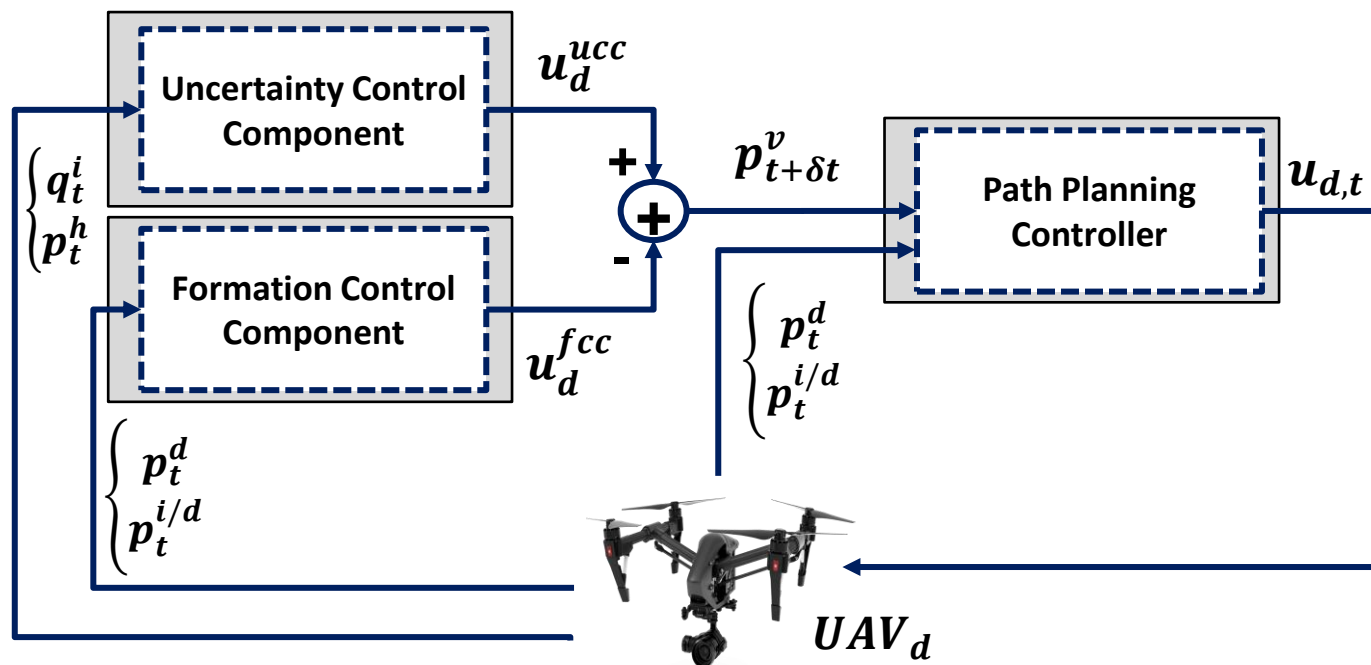 Uncertainty Control
Component
u_d^{ucc}
q_t^i
p_t^h
+
+
-
p_{t+δt}^v
Path Planning
Controller
u_{d,t}
Formation Control
Component
u_d^{fcc}
p_t^d
p_t^{i/d}
p_t^d
p_t^{i/d}
UAV_d